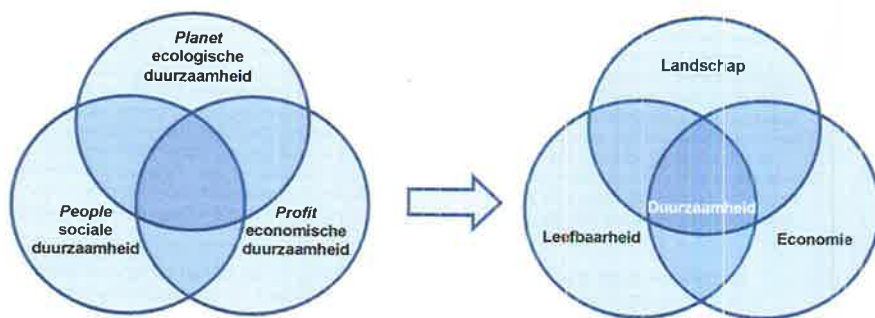 Planet
ecologische
duurzaamheid
People
sociale
duurzaamheid
Profit
economische
duurzaamheid
Landschap
Duurzaamheid
Leefbaarheid
Economie